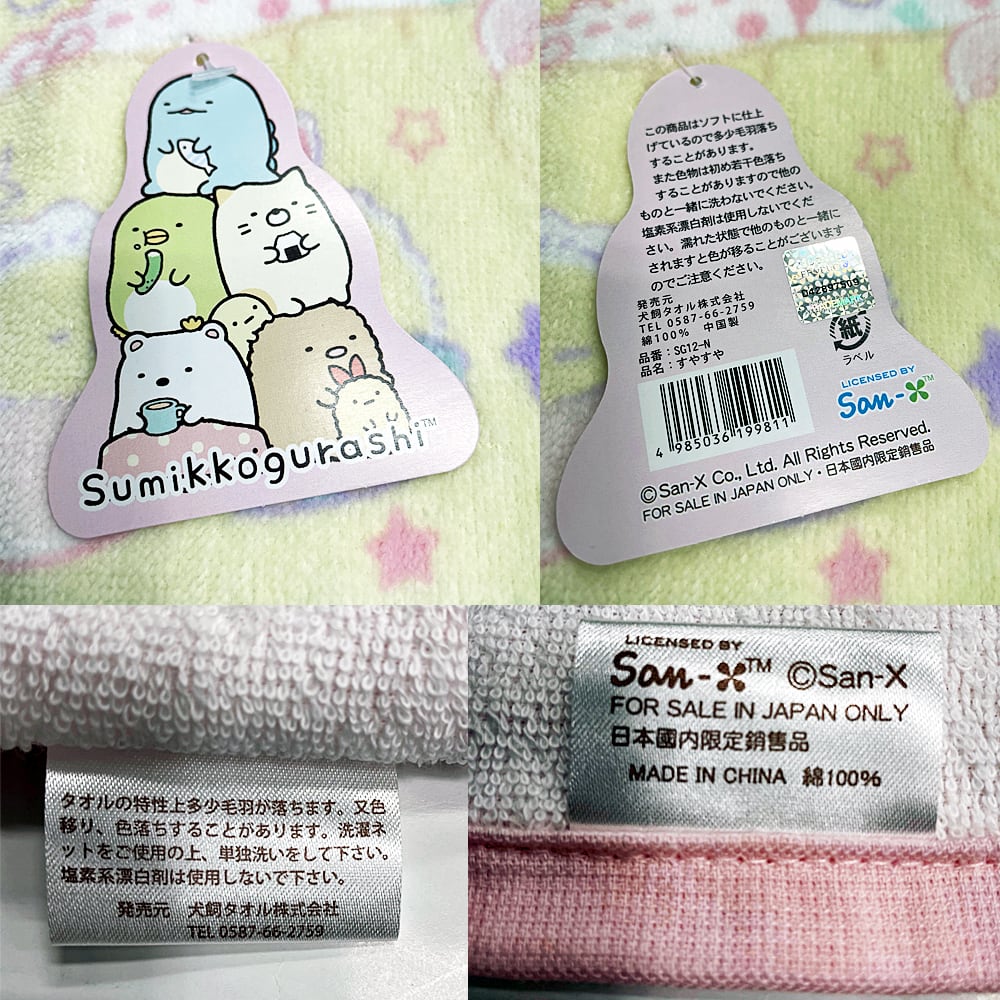 Sumikkogurashi™
この商品はソフトに仕上
げているので多少毛羽落ち
することがあります。
また色物は初め若干色落ち
することがありますので他の
ものと一緒に洗わないでください。
塩素系漂白剤は使用しないでくだ
さい。濡れた状態で他のものと一緒に
されますと色が移ることがございます
のでご注意ください。
発売元
犬飼タオル株式会社
TEL 0587-66-2759
綿100% 中国製
品番：SG12-N
品名：すやすや
紙
ラベル
4 985036 199811
LICENSED BY
San-X™
©San-X Co., Ltd. All Rights Reserved.
FOR SALE IN JAPAN ONLY・日本國内限定銷售品
タオルの特性上多少毛羽が落ちます。又色
移り、色落ちすることがあります。洗濯ネ
ットをご使用の上、単独洗いをして下さい。
塩素系漂白剤は使用しないで下さい。
発売元 犬飼タオル株式会社
TEL 0587-66-2759
LICENSED BY
San-X™ ©San-X
FOR SALE IN JAPAN ONLY
日本國内限定銷售品
MADE IN CHINA 綿100%